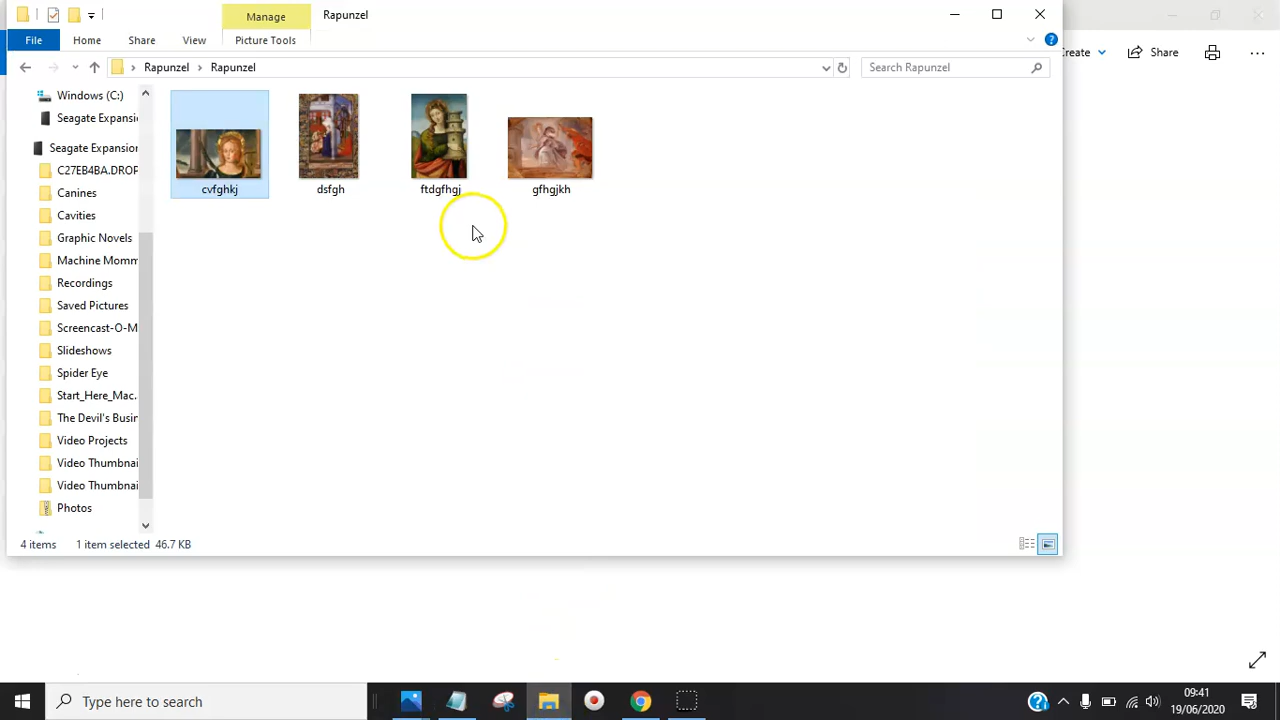 Manage
Rapunzel
File
Home
Share
View
Picture Tools
Create
Share
Rapunzel > Rapunzel
Search Rapunzel
Windows (C:)
Seagate Expansi
Seagate Expansion
C27EB4BA.DROP
Canines
Cavities
Graphic Novels
Machine Momm
Recordings
Saved Pictures
Screencast-O-M
Slideshows
Spider Eye
Start_Here_Mac.
The Devil's Busin
Video Projects
Video Thumbnai
Video Thumbnai
Photos
cvfghkj
dsfgh
ftdgfhgj
gfhgjkh
4 items
1 item selected 46.7 KB
Type here to search
09:41
19/06/2020